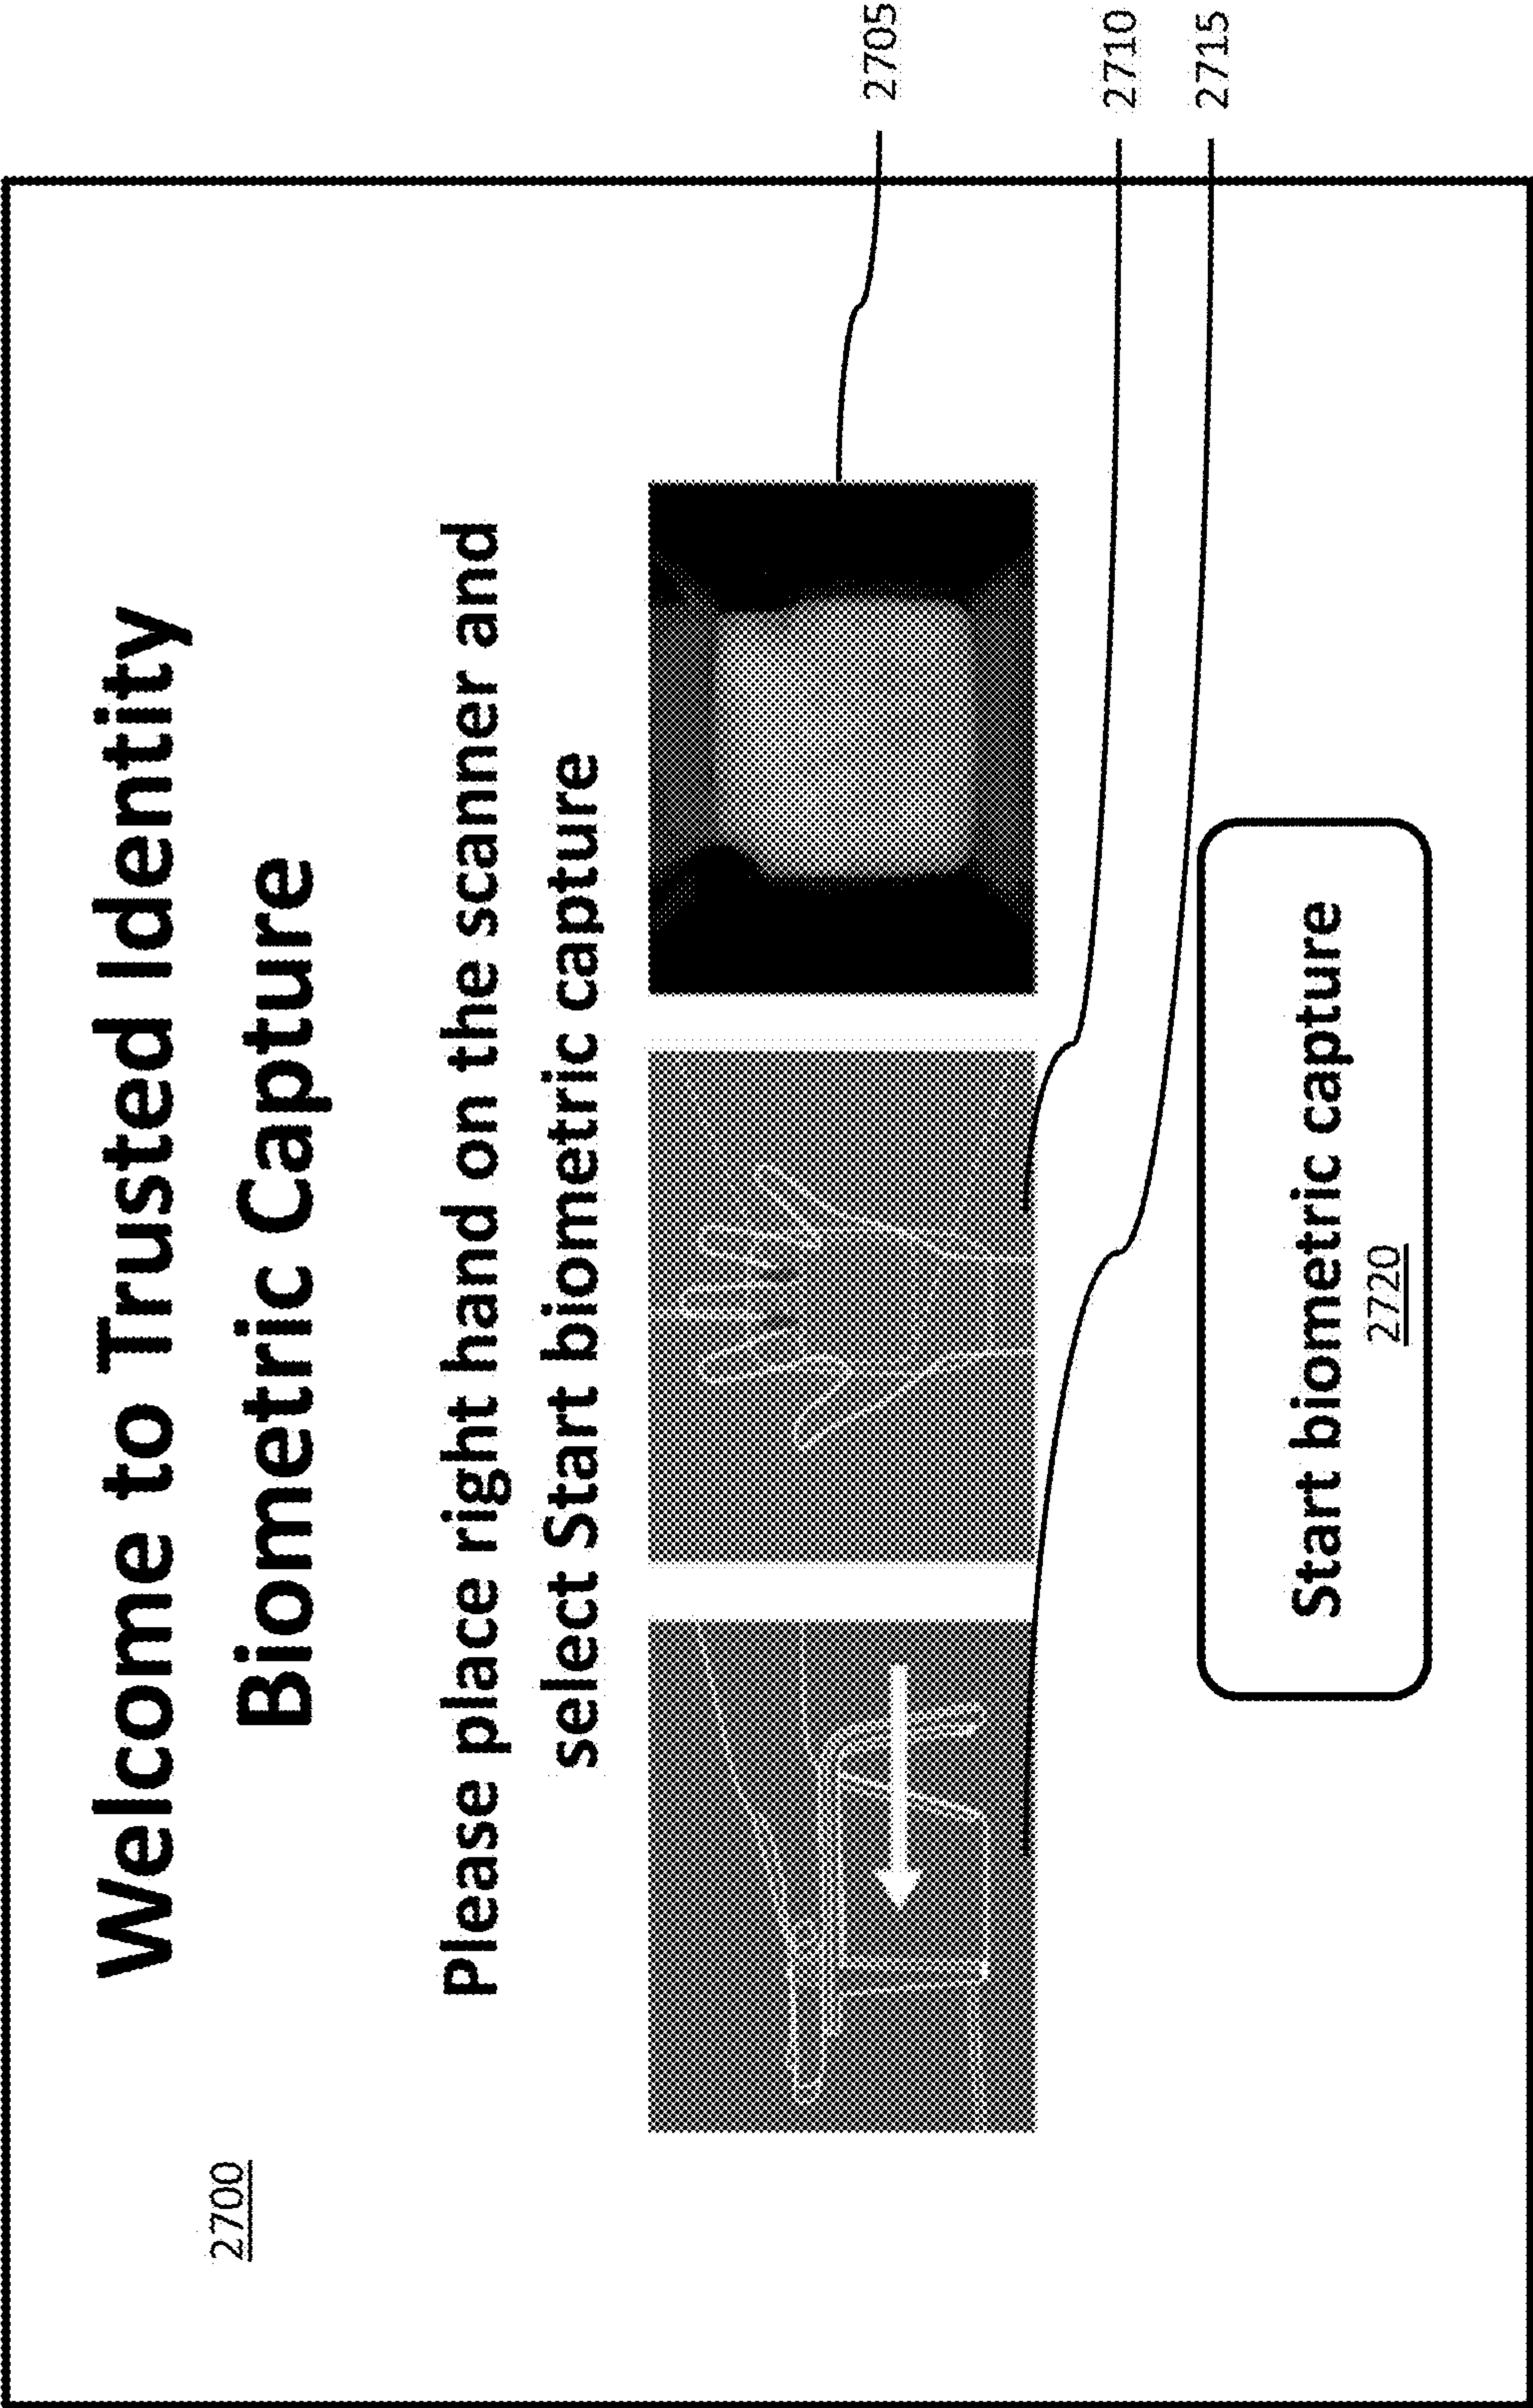 2700
Welcome to Trusted Identity
Biometric Capture
Please place right hand on the scanner and
select Start biometric capture
2705
2710
2715
Start biometric capture
2720